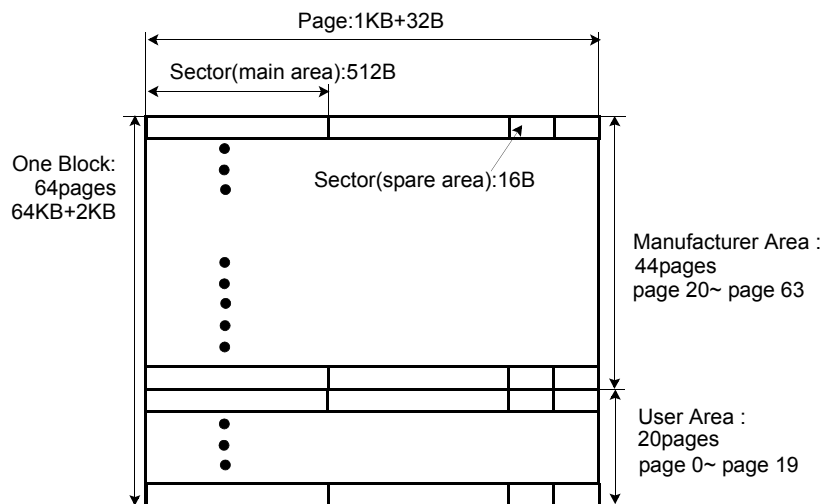 Page:1KB+32B
Sector(main area):512B
One Block:
64pages
64KB+2KB
Sector(spare area):16B
Manufacturer Area :
44pages
page 20~ page 63
User Area :
20pages
page 0~ page 19